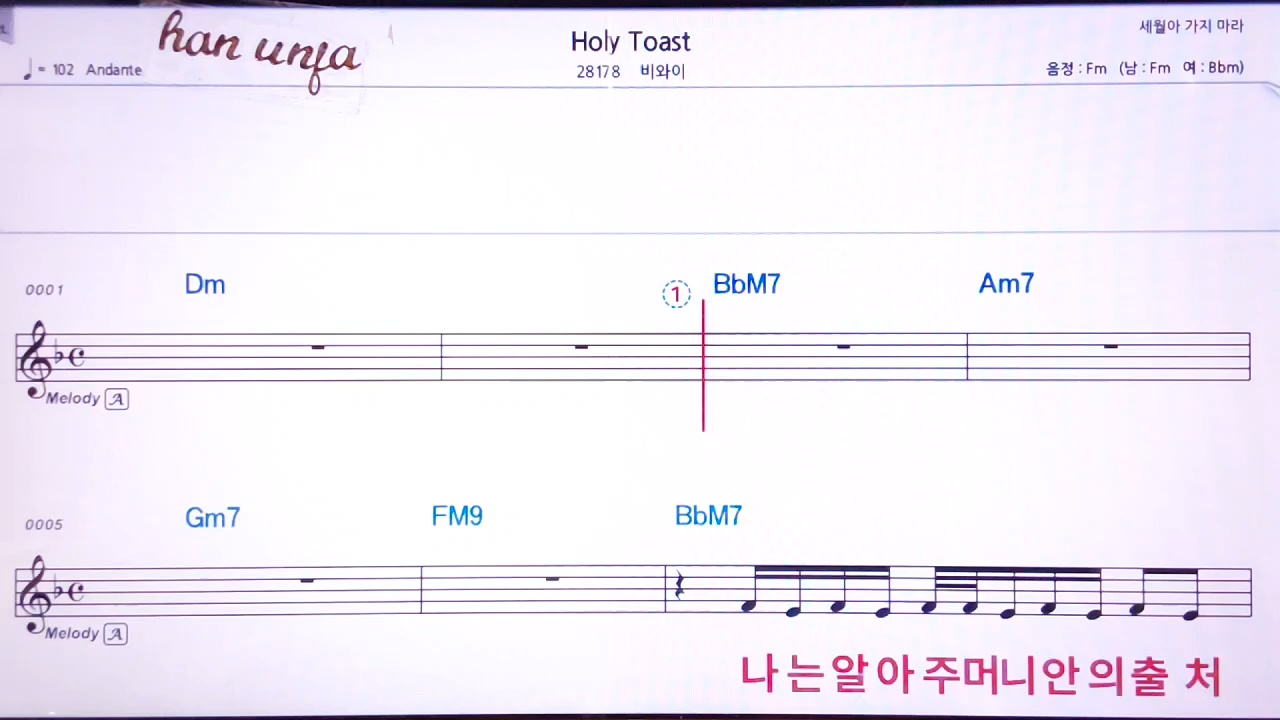 han unja
Holy Toast
세월아 가지 마라
♩ = 102 Andante
28178 비와이
음정 : Fm (남 : Fm 여 : Bbm)
0001 Dm ① BbM7 Am7
Melody A
0005 Gm7 FM9 BbM7
Melody A
나는알아 주머니안의출 처